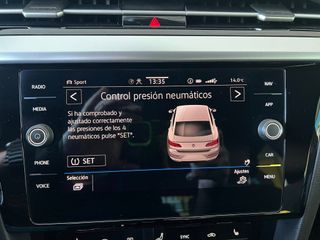 RADIO
MEDIA
PHONE
VOICE
Sport
13:35
14.0°C
Control presión neumáticos
Si ha comprobado y
ajustado correctamente
las presiones de los 4
neumáticos pulse "SET".
SET
Selección
Ajustes
NAV
APP
CAR
MENU